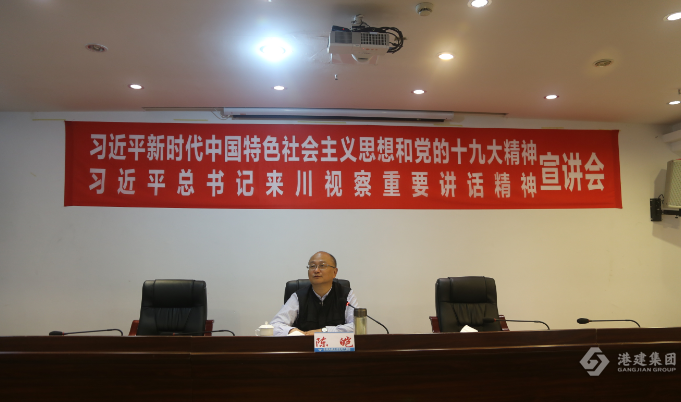 习近平新时代中国特色社会主义思想和党的十九大精神
习近平总书记来川视察重要讲话精神
宣讲会
陈 皑
港建集团
GANGJIAN GROUP